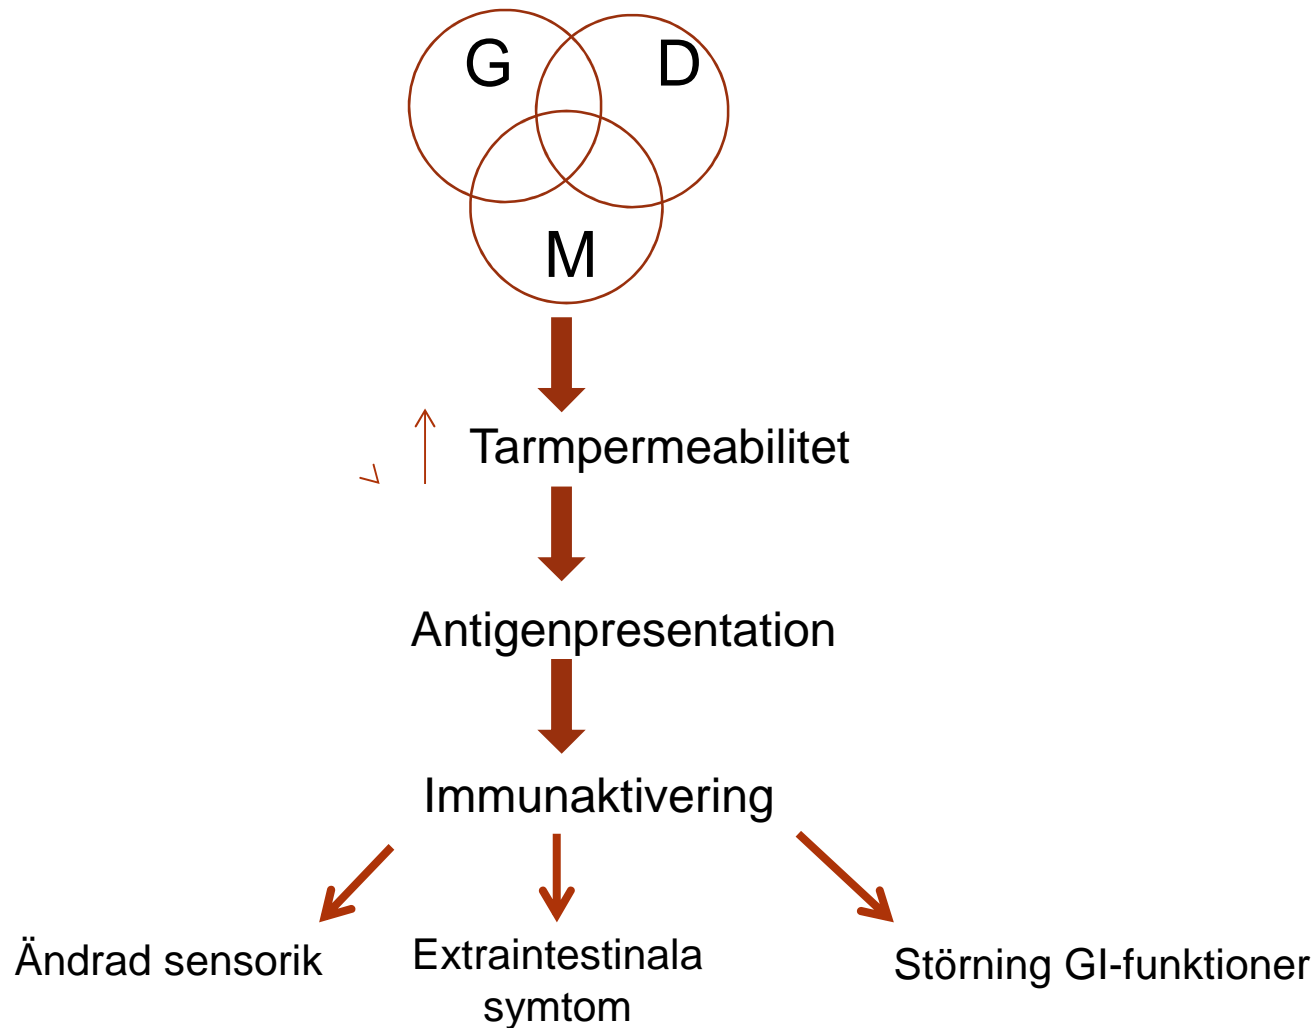 G
D
M
Tarmpermeabilitet
Antigenpresentation
Immunaktivering
Ändrad sensorik
Extraintestinala
symtom
Störning GI-funktioner